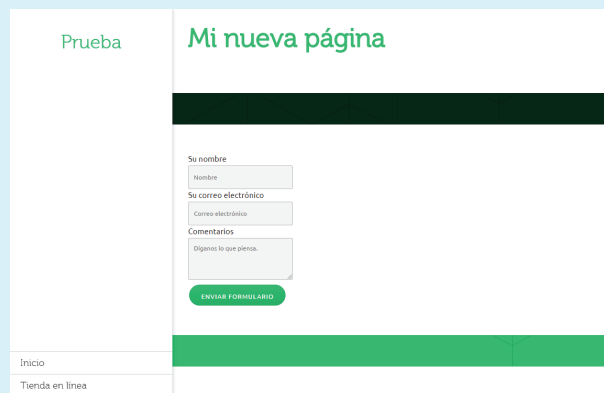 Prueba
Mi nueva página
Su nombre
Nombre
Su correo electrónico
Correo electrónico
Comentarios
Díganos lo que piensa.
ENVIAR FORMULARIO
Inicio
Tienda en línea